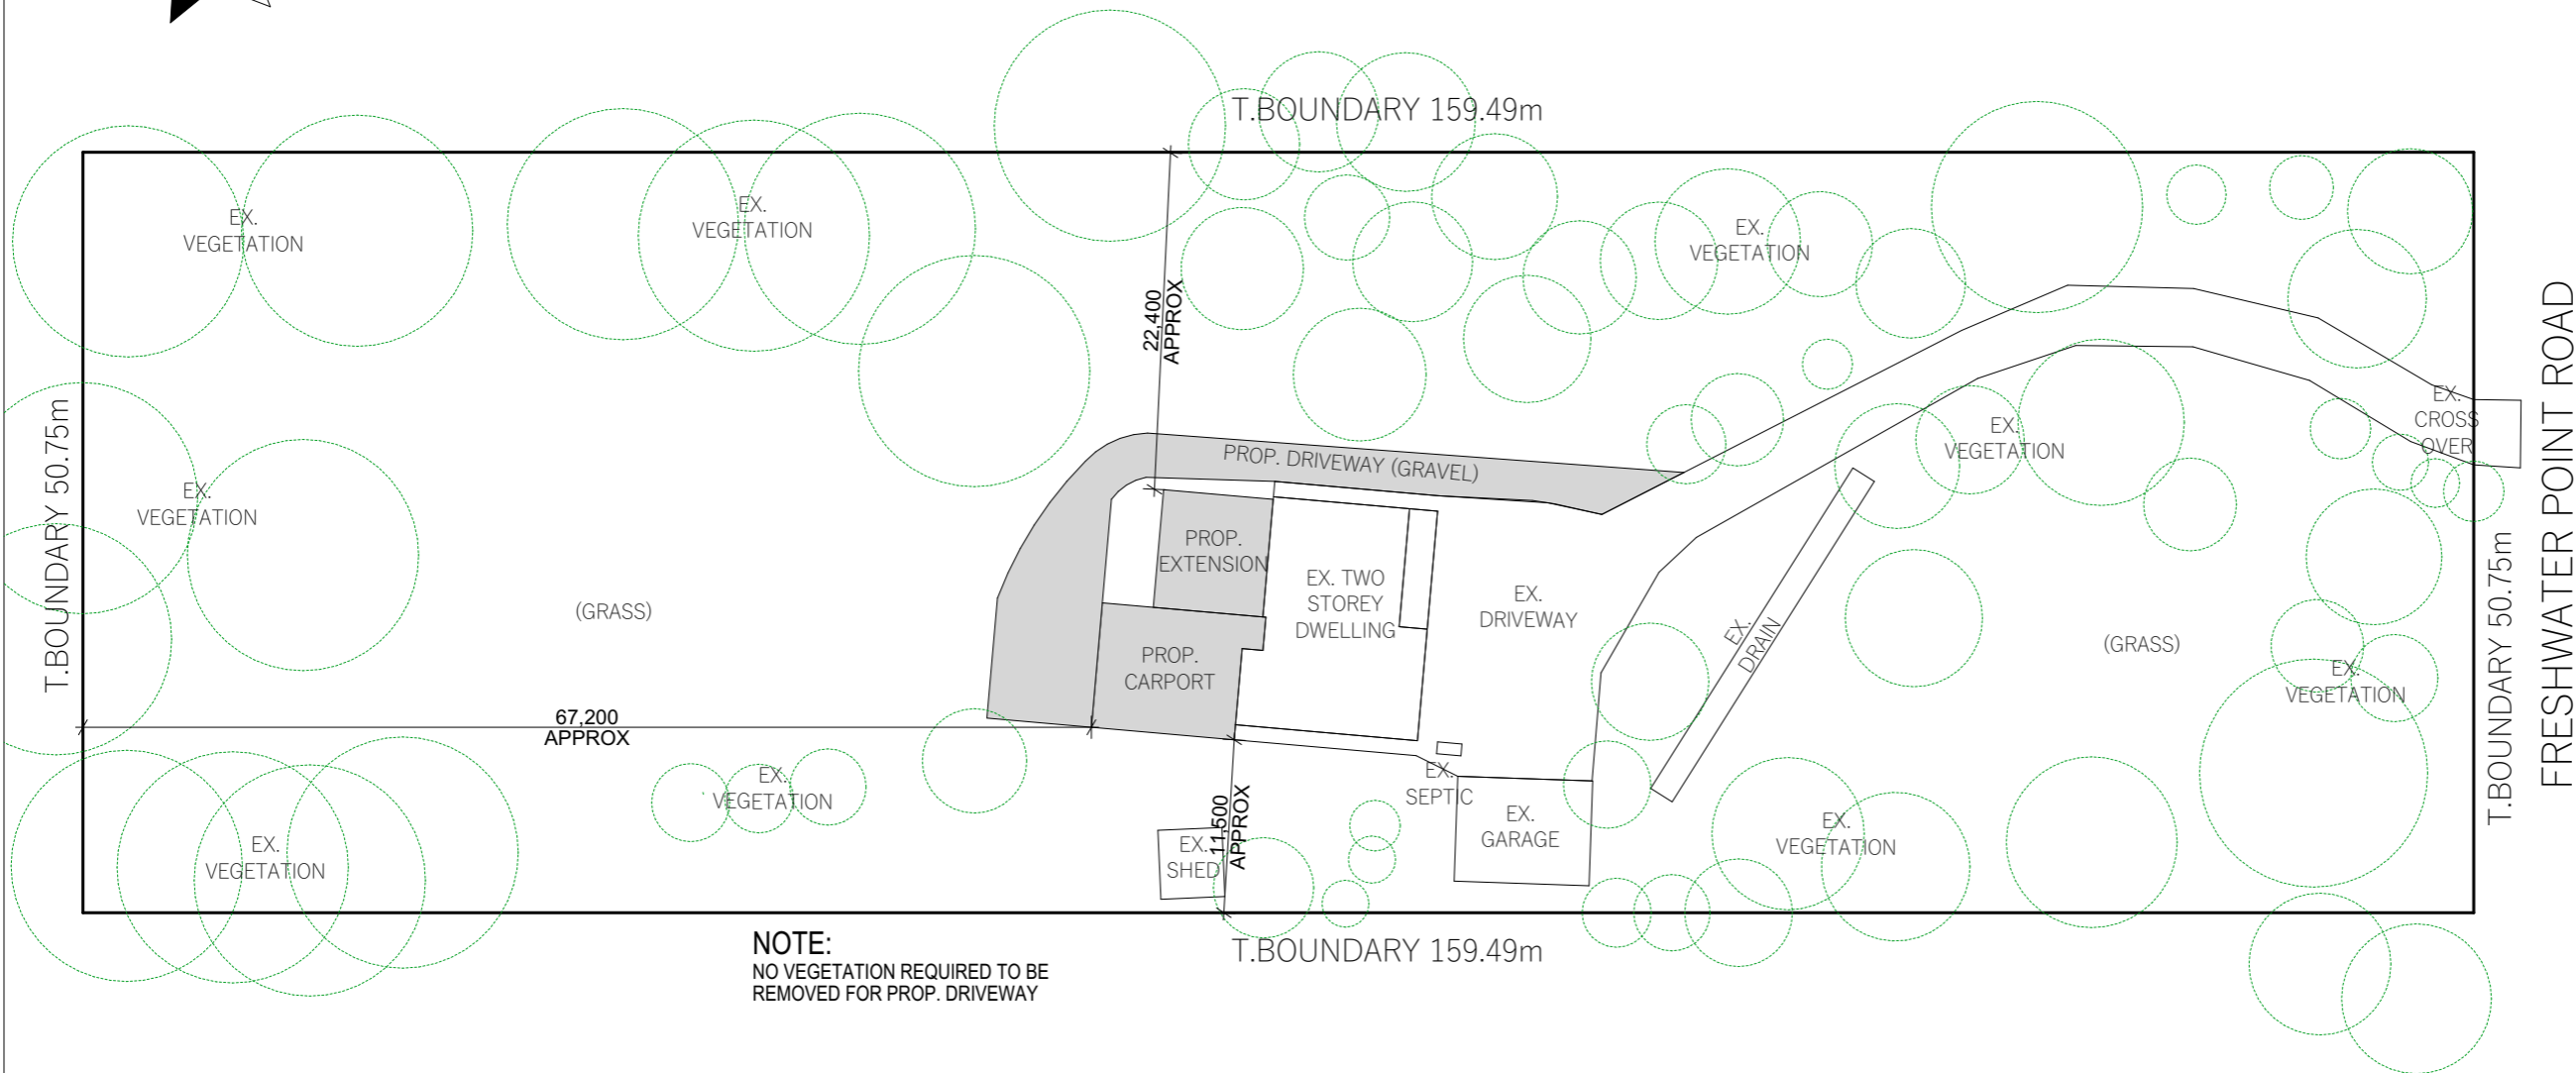 T.BOUNDARY 159.49m
EX.
VEGETATION
EX.
VEGETATION
EX.
VEGETATION
22,400
APPROX
T.BOUNDARY 50.75m
EX.
VEGETATION
PROP. DRIVEWAY (GRAVEL)
EX.
VEGETATION
EX.
CROSS
OVER
FRESHWATER POINT ROAD
T.BOUNDARY 50.75m
PROP.
EXTENSION
EX. TWO
STOREY
DWELLING
EX.
DRIVEWAY
EX.
DRAIN
(GRASS)
(GRASS)
PROP.
CARPORT
EX.
VEGETATION
67,200
APPROX
EX.
VEGETATION
EX.
SEPTIC
11,500
APPROX
EX.
SHED
EX.
GARAGE
EX.
VEGETATION
EX.
VEGETATION
NOTE:
NO VEGETATION REQUIRED TO BE
REMOVED FOR PROP. DRIVEWAY
T.BOUNDARY 159.49m